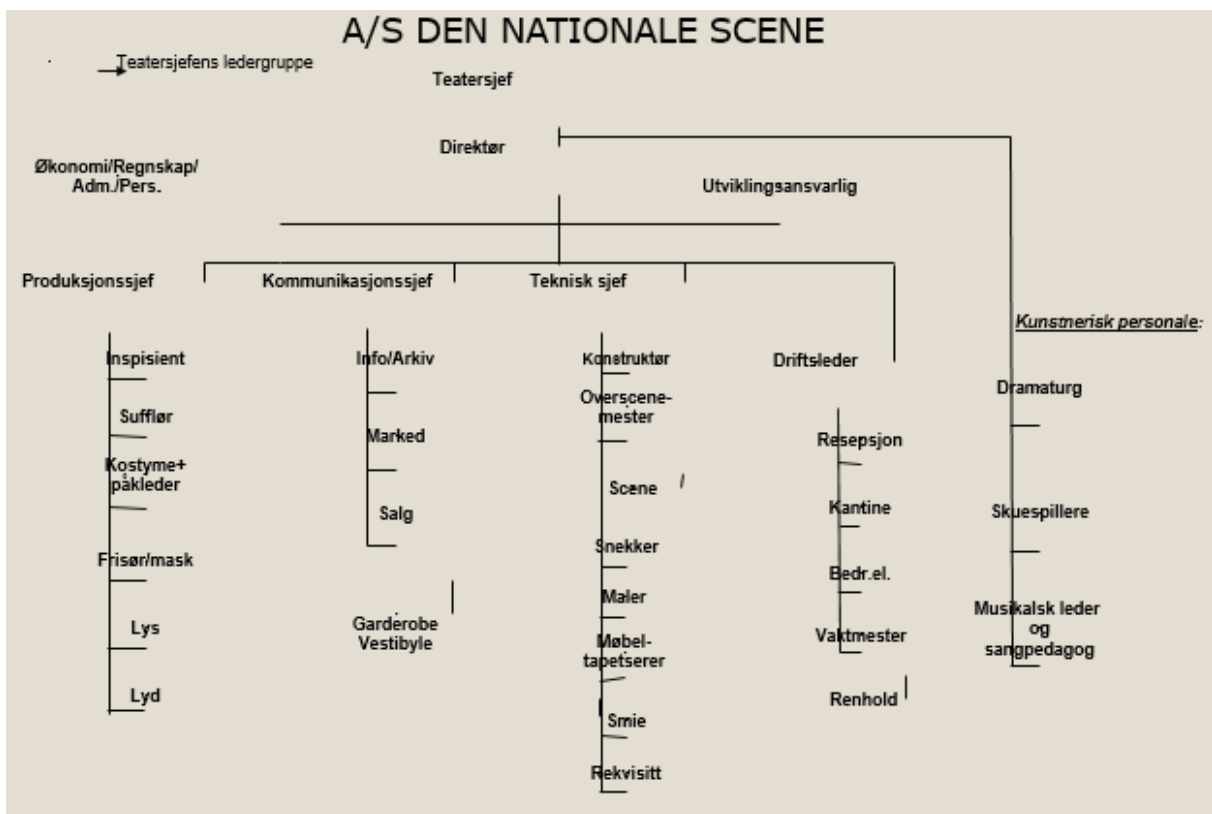 A/S DEN NATIONALE SCENE
Teatersjefens ledergruppe
Teatersjef
Direktør
Økonomi/Regnskap/
Adm./Pers.
Utviklingsansvarlig
Produksjonssjef
Kommunikasjonssjef
Teknisk sjef
Kunstnerisk personale:
Inspisient
Sufflør
Kostyme+
påkleder
Frisør/mask
Lys
Lyd
Info/Arkiv
Marked
Salg
Garderobe
Vestibyle
Konstruktør
Overscene-
mester
Scene
Snekker
Maler
Møbel-
tapetserer
Smie
Rekvisitt
Driftsleder
Resepsjon
Kantine
Bedr.el.
Vaktmester
Renhold
Dramaturg
Skuespillere
Musikalsk leder
og
sangpedagog